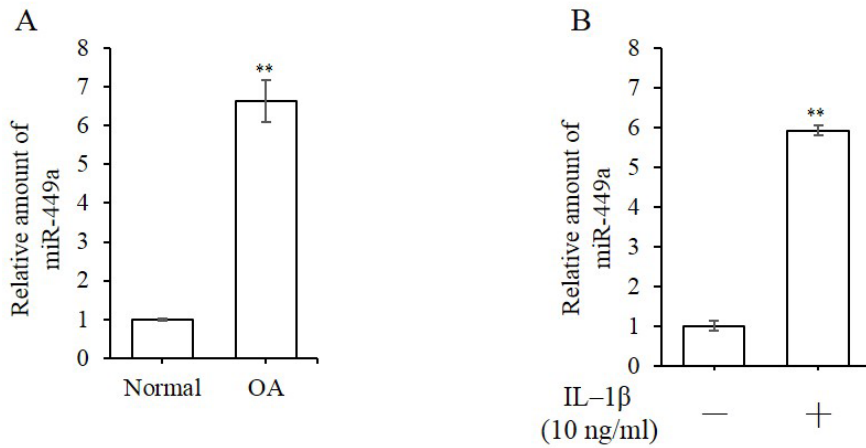 A
Relative amount of
miR-449a
8
7
6
5
4
3
2
1
0
**
Normal OA
B
Relative amount of
miR-449a
8
7
6
5
4
3
2
1
0
**
IL–1β
(10 ng/ml) — +